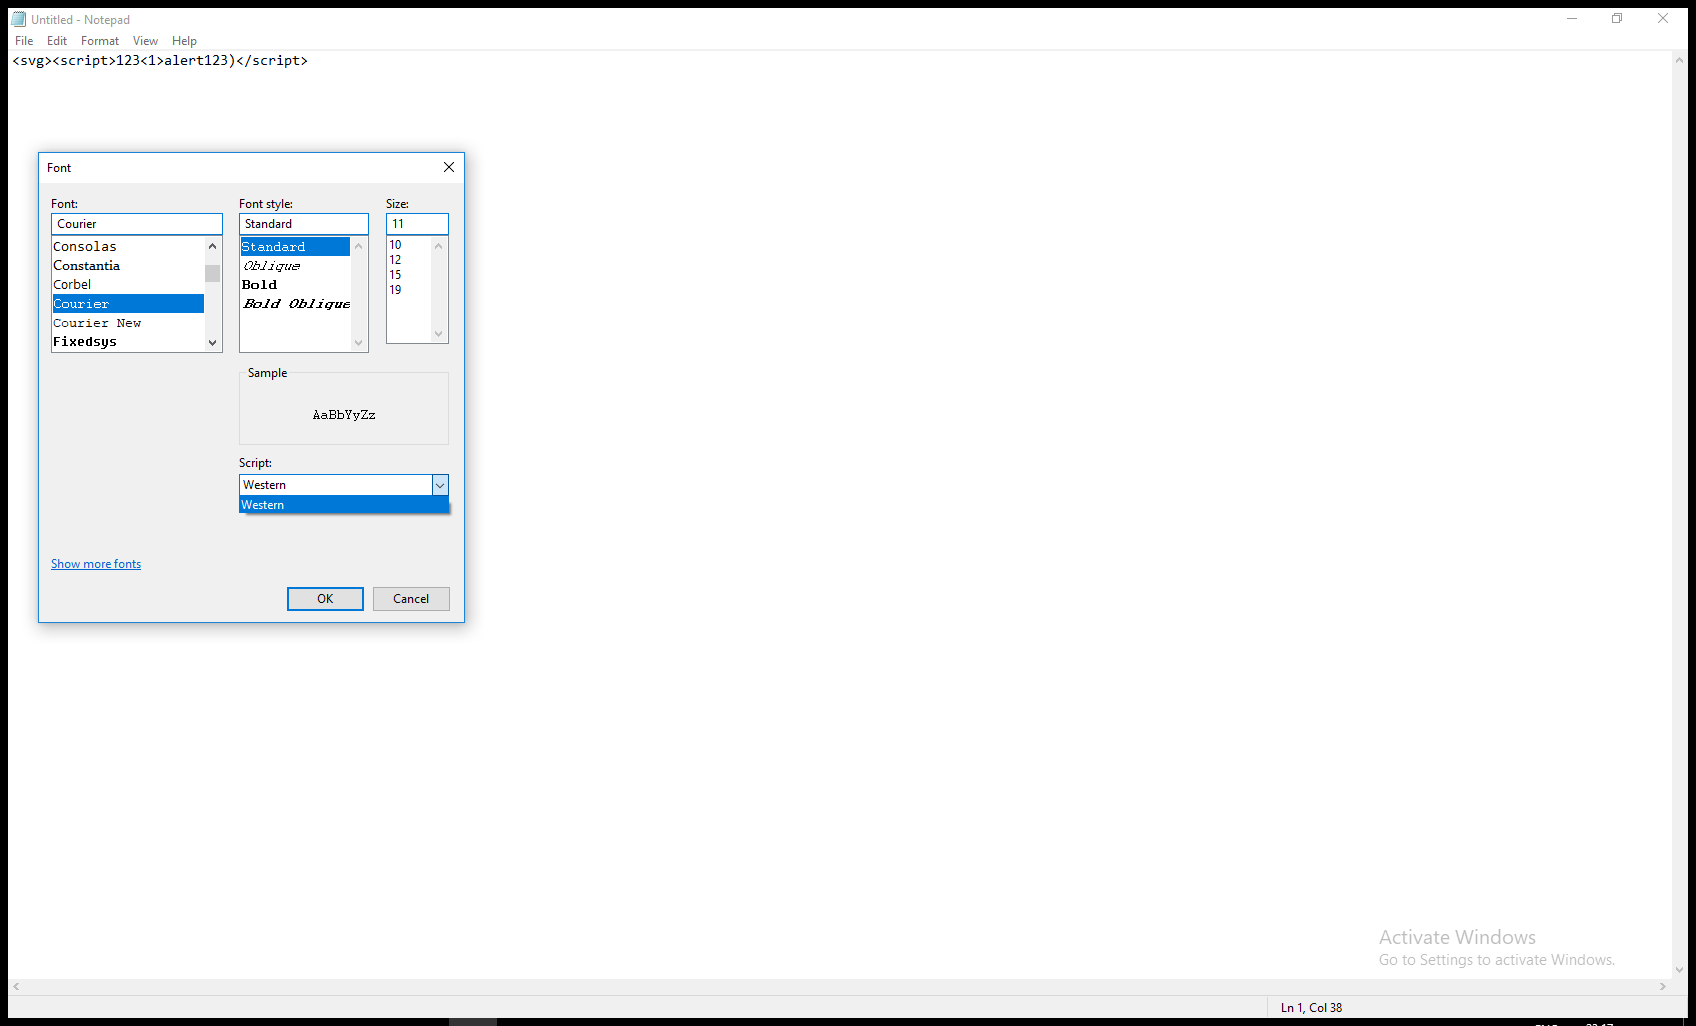 Untitled - Notepad
File Edit Format View Help
<svg><script>123<1>alert123)</script>
Font
Font: Font style: Size:
Courier Standard 11
Consolas
Constantia
Corbel
Courier
Courier New
Fixedsys
Standard
Oblique
Bold
Bold Oblique
10
12
15
19
Sample
AaBbYyZz
Script:
Western
Western
Show more fonts
OK Cancel
Activate Windows
Go to Settings to activate Windows.
Ln 1, Col 38